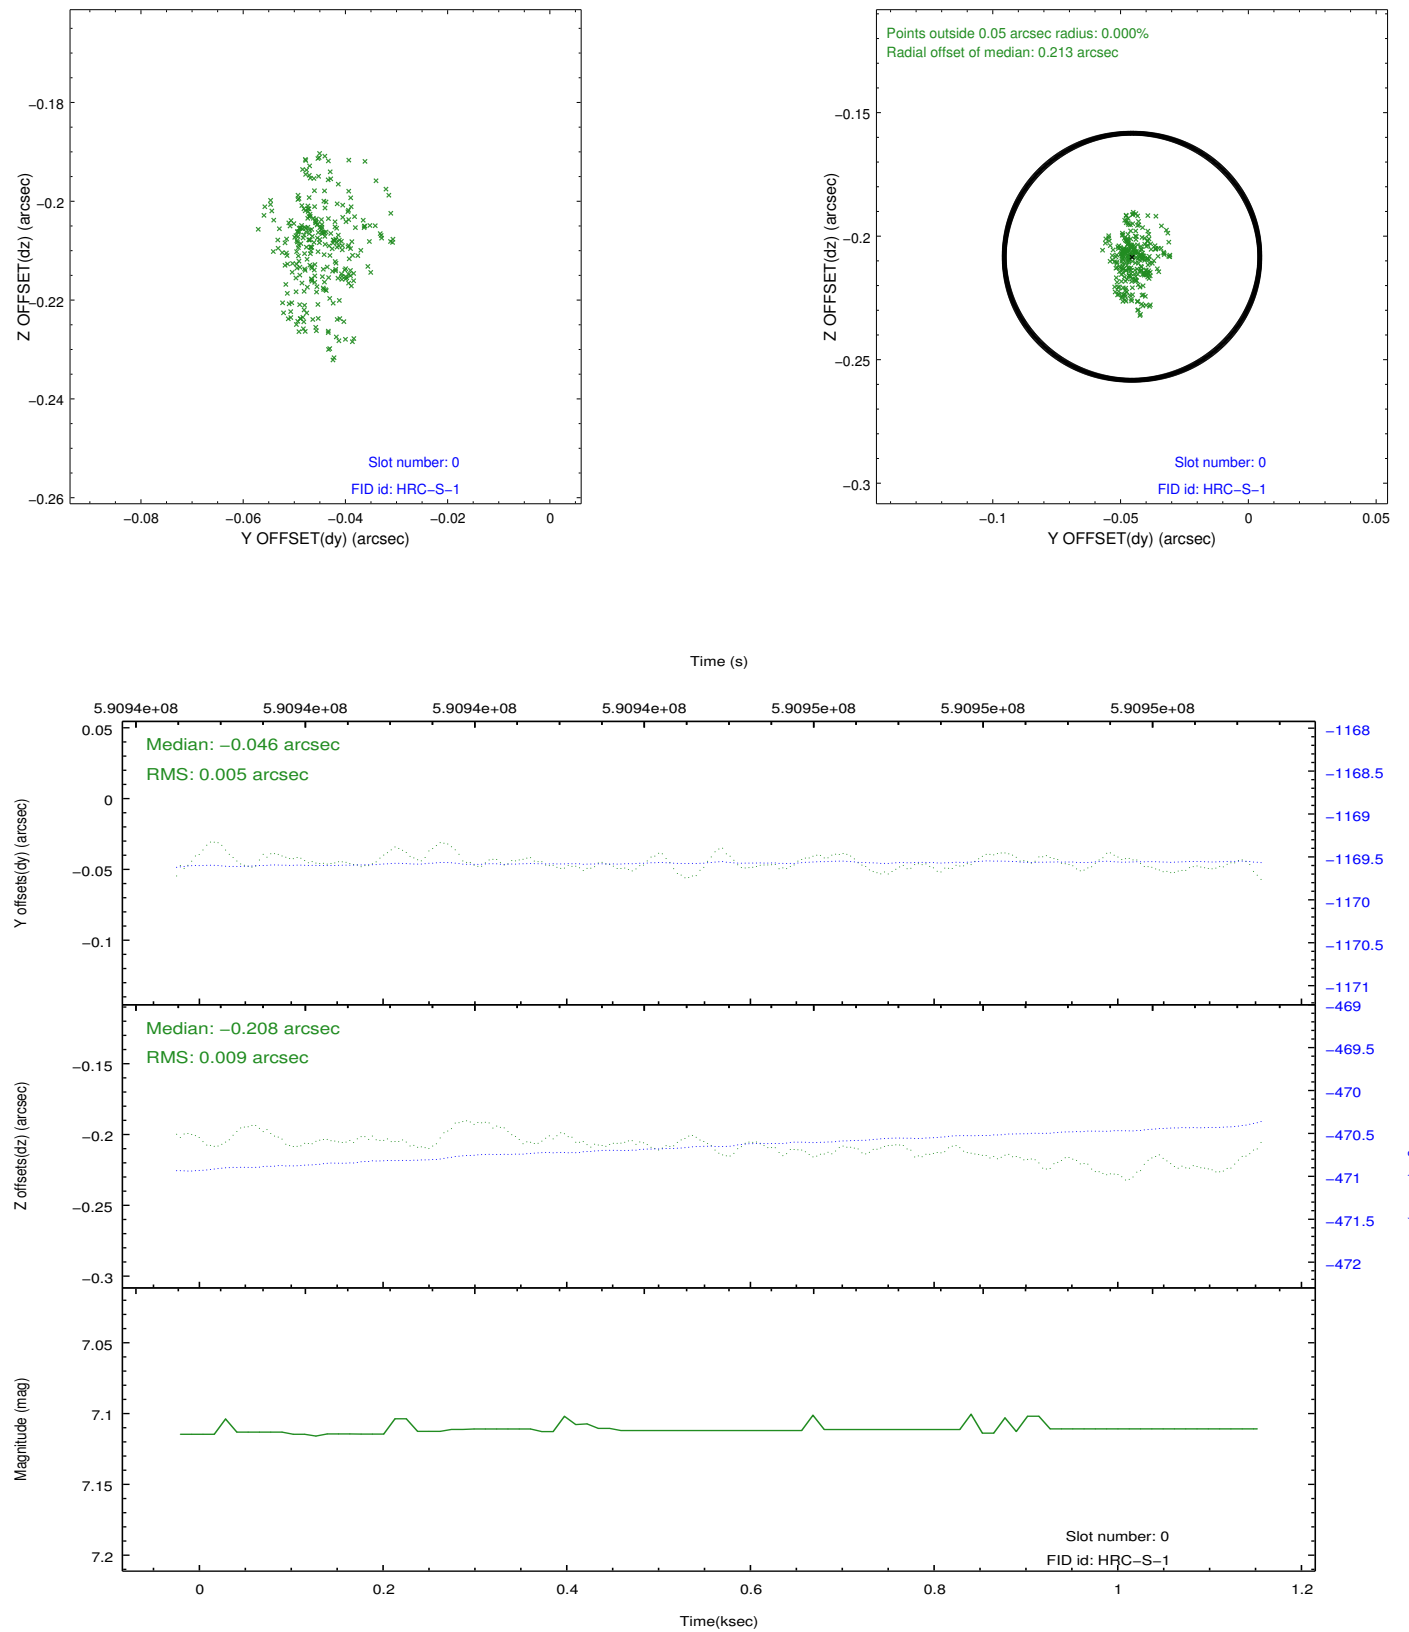 −0.18
−0.2
−0.22
−0.24
−0.26
Z OFFSET(dz) (arcsec)
Slot number: 0
FID id: HRC−S−1
−0.08
−0.06
−0.04
−0.02
0
Y OFFSET(dy) (arcsec)
Points outside 0.05 arcsec radius: 0.000%
Radial offset of median: 0.213 arcsec
−0.15
−0.2
−0.25
−0.3
Z OFFSET(dz) (arcsec)
Slot number: 0
FID id: HRC−S−1
−0.1
−0.05
0
0.05
Y OFFSET(dy) (arcsec)
Time (s)
5.9094e+08
5.9094e+08
5.9094e+08
5.9094e+08
5.9095e+08
5.9095e+08
5.9095e+08
Median: −0.046 arcsec
RMS: 0.005 arcsec
0.05
0
−0.05
−0.1
Y offsets(dy) (arcsec)
−1168
−1168.5
−1169
−1169.5
−1170
−1170.5
−1171
Median: −0.208 arcsec
RMS: 0.009 arcsec
−0.15
−0.2
−0.25
−0.3
Z offsets(dz) (arcsec)
−469
−469.5
−470
−470.5
−471
−471.5
−472
7.05
7.1
7.15
7.2
Magnitude (mag)
Slot number: 0
FID id: HRC−S−1
0
0.2
0.4
0.6
0.8
1
1.2
Time(ksec)